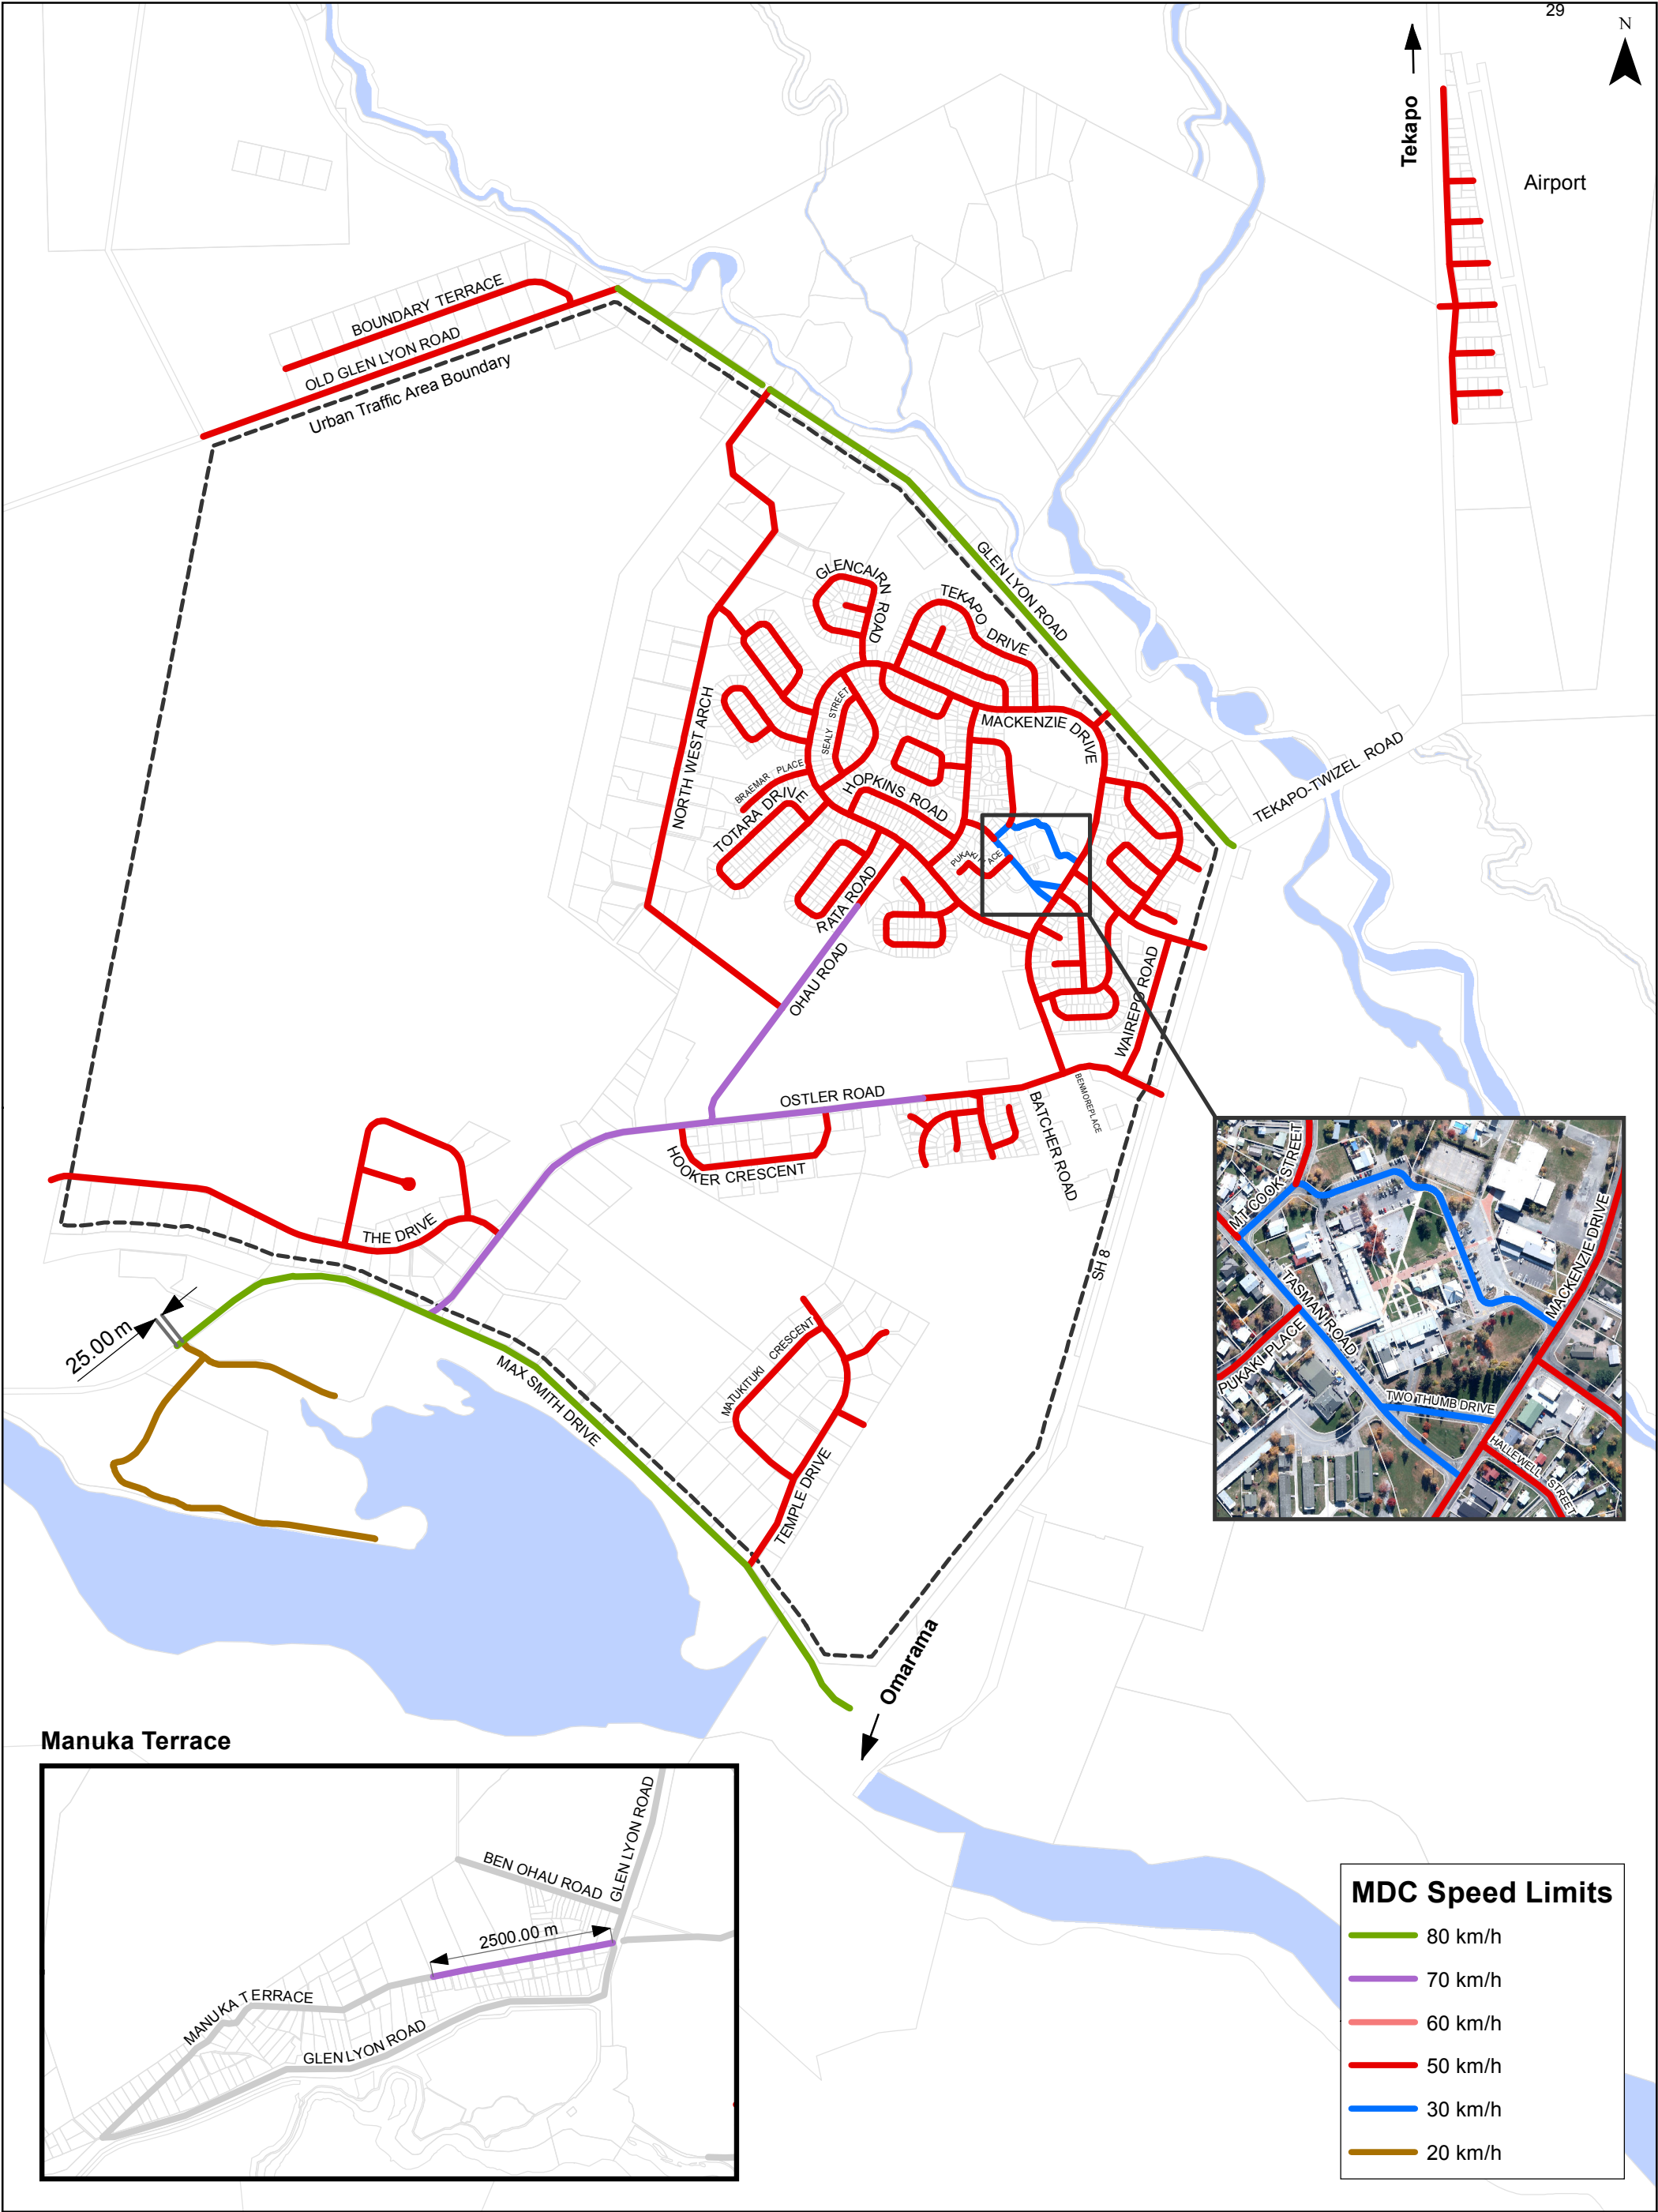 29
N
Tekapo
Airport
BOUNDARY TERRACE
OLD GLEN LYON ROAD
Urban Traffic Area Boundary
GLEN LYON ROAD
GLENCAIRN ROAD
TEKAPO DRIVE
MACKENZIE DRIVE
NORTH WEST ARCH
SEALY STREET
BRAEMAR PLACE
TOTARA DRIVE
HOPKINS ROAD
PUKAKI PLACE
TEKAPO-TWIZEL ROAD
RATA ROAD
OHAU ROAD
WAIREPO ROAD
OSTLER ROAD
BENMOREPLACE
BATCHER ROAD
HOOKER CRESCENT
THE DRIVE
SH 8
25.00 m
MAX SMITH DRIVE
MATUKITUKI CRESCENT
TEMPLE DRIVE
Omarama
MT COOK STREET
MACKENZIE DRIVE
TASMAN ROAD
PUKAKI PLACE
TWO THUMB DRIVE
HALLEWELL STREET
Manuka Terrace
GLEN LYON ROAD
BEN OHAU ROAD
2500.00 m
MANUKA TERRACE
GLEN LYON ROAD
MDC Speed Limits
80 km/h
70 km/h
60 km/h
50 km/h
30 km/h
20 km/h